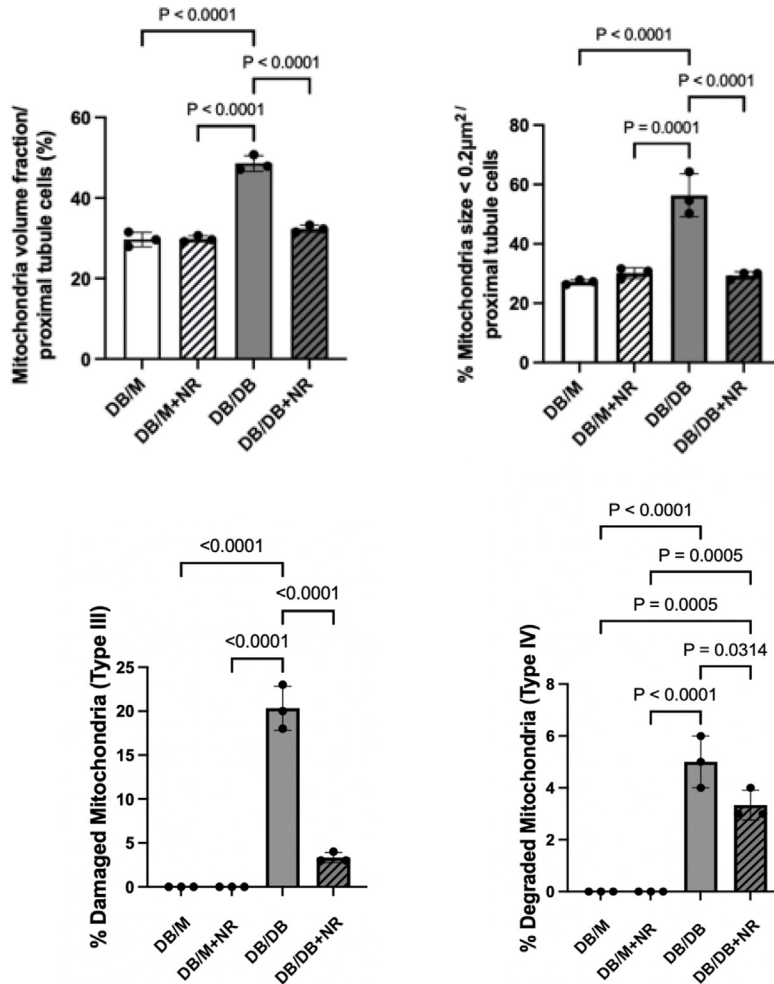 P < 0.0001
P < 0.0001
P < 0.0001
Mitochondria volume fraction/
proximal tubule cells (%)
60
40
20
0
DB/M
DB/M+NR
DB/DB
DB/DB+NR
P < 0.0001
P < 0.0001
P = 0.0001
% Mitochondria size < 0.2µm²/
proximal tubule cells
80
60
40
20
0
DB/M
DB/M+NR
DB/DB
DB/DB+NR
<0.0001
<0.0001
<0.0001
% Damaged Mitochondria (Type III)
25
20
15
10
5
0
DB/M
DB/M+NR
DB/DB
DB/DB+NR
P < 0.0001
P = 0.0005
P = 0.0005
P = 0.0314
P < 0.0001
% Degraded Mitochondria (Type IV)
8
6
4
2
0
DB/M
DB/M+NR
DB/DB
DB/DB+NR